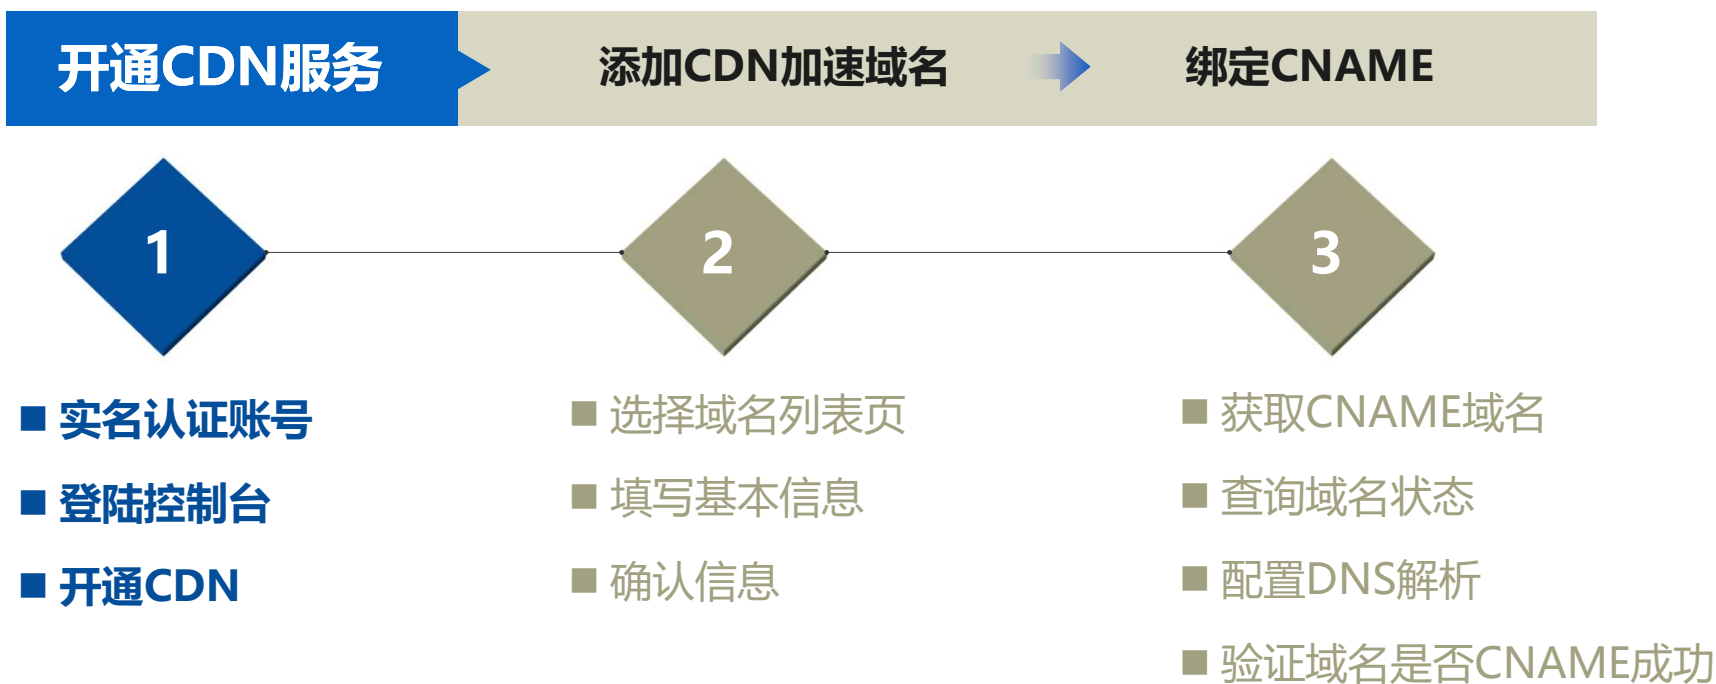 开通CDN服务
添加CDN加速域名
绑定CNAME
1
2
3
实名认证账号
登陆控制台
开通CDN
选择域名列表页
填写基本信息
确认信息
获取CNAME域名
查询域名状态
配置DNS解析
验证域名是否CNAME成功